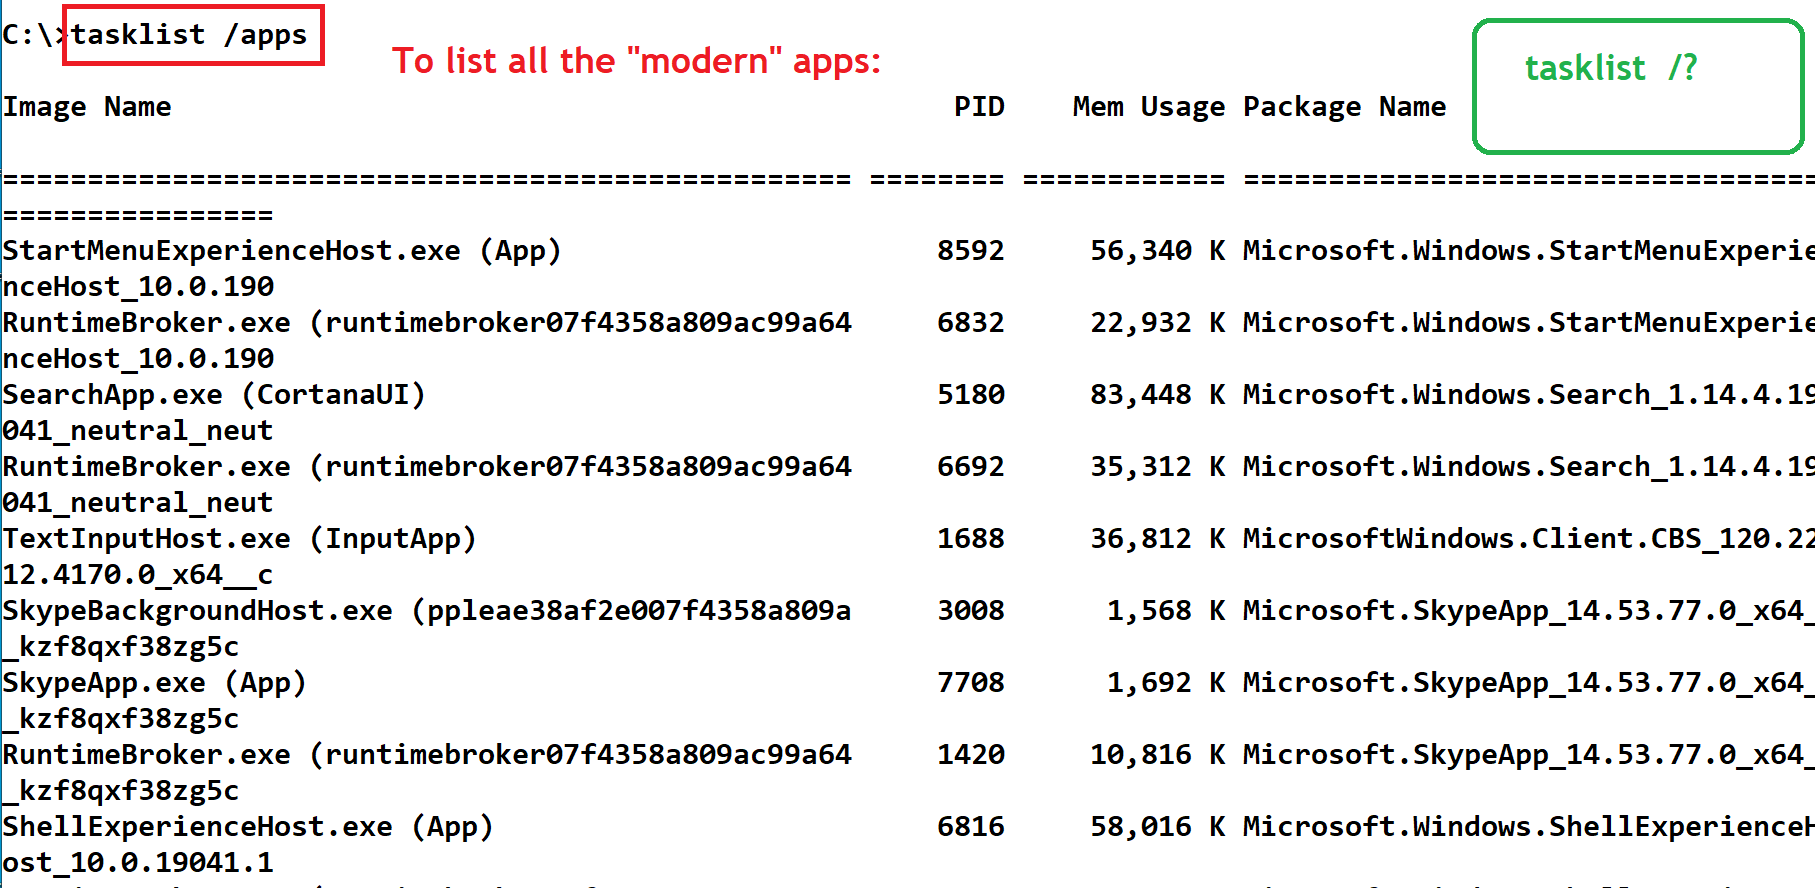 C:\>tasklist /apps
To list all the "modern" apps:
tasklist /?
Image Name PID Mem Usage Package Name
================================================== ======== ============ ==================================
================
StartMenuExperienceHost.exe (App) 8592 56,340 K Microsoft.Windows.StartMenuExperie
nceHost_10.0.190
RuntimeBroker.exe (runtimebroker07f4358a809ac99a64 6832 22,932 K Microsoft.Windows.StartMenuExperie
nceHost_10.0.190
SearchApp.exe (CortanaUI) 5180 83,448 K Microsoft.Windows.Search_1.14.4.19
041_neutral_neut
RuntimeBroker.exe (runtimebroker07f4358a809ac99a64 6692 35,312 K Microsoft.Windows.Search_1.14.4.19
041_neutral_neut
TextInputHost.exe (InputApp) 1688 36,812 K MicrosoftWindows.Client.CBS_120.22
12.4170.0_x64__c
SkypeBackgroundHost.exe (ppleae38af2e007f4358a809a 3008 1,568 K Microsoft.SkypeApp_14.53.77.0_x64_
_kzf8qxf38zg5c
SkypeApp.exe (App) 7708 1,692 K Microsoft.SkypeApp_14.53.77.0_x64_
_kzf8qxf38zg5c
RuntimeBroker.exe (runtimebroker07f4358a809ac99a64 1420 10,816 K Microsoft.SkypeApp_14.53.77.0_x64_
_kzf8qxf38zg5c
ShellExperienceHost.exe (App) 6816 58,016 K Microsoft.Windows.ShellExperienceH
ost_10.0.19041.1